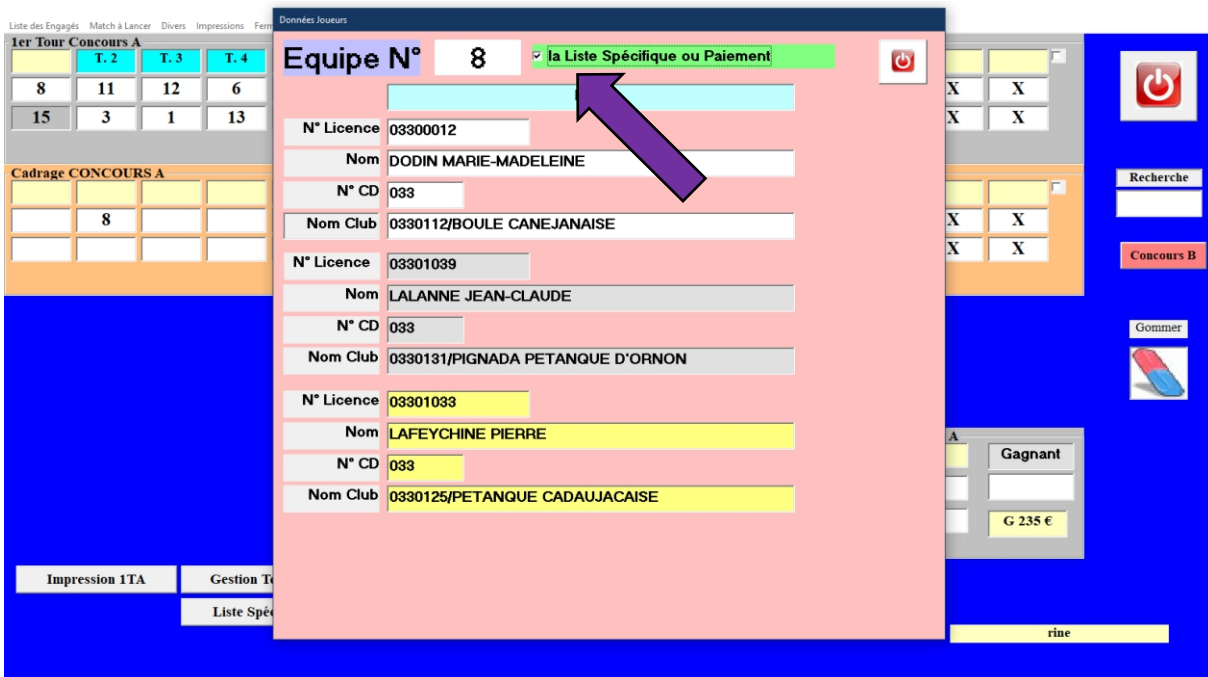 Données Joueurs
Liste des Engagés Match à Lancer Divers Impressions Ferm
1er Tour Concours A
T. 2 T. 3 T. 4
8 11 12 6 X X
15 3 1 13 X X
Cadrage CONCOURS A
8 X X
X X
Equipe N° 8 la Liste Spécifique ou Paiement
N° Licence 03300012
Nom DODIN MARIE-MADELEINE
N° CD 033
Nom Club 0330112/BOULE CANEJANAISE
N° Licence 03301039
Nom LALANNE JEAN-CLAUDE
N° CD 033
Nom Club 0330131/PIGNADA PETANQUE D'ORNON
N° Licence 03301033
Nom LAFEYCHINE PIERRE
N° CD 033
Nom Club 0330125/PETANQUE CADAUJACAISE
Recherche
Concours B
Gommer
A
Gagnant
G 235 €
Impression 1TA Gestion
Liste Spé
rine